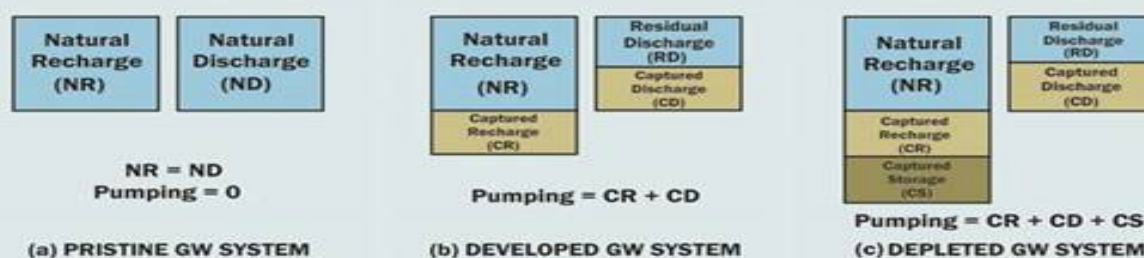 Natural
Recharge
(NR)
Natural
Discharge
(ND)
NR = ND
Pumping = 0
(a) PRISTINE GW SYSTEM
Natural
Recharge
(NR)
Captured
Recharge
(CR)
Residual
Discharge
(RD)
Captured
Discharge
(CD)
Pumping = CR + CD
(b) DEVELOPED GW SYSTEM
Natural
Recharge
(NR)
Captured
Recharge
(CR)
Captured
Storage
(CS)
Residual
Discharge
(RD)
Captured
Discharge
(CD)
Pumping = CR + CD + CS
(c) DEPLETED GW SYSTEM